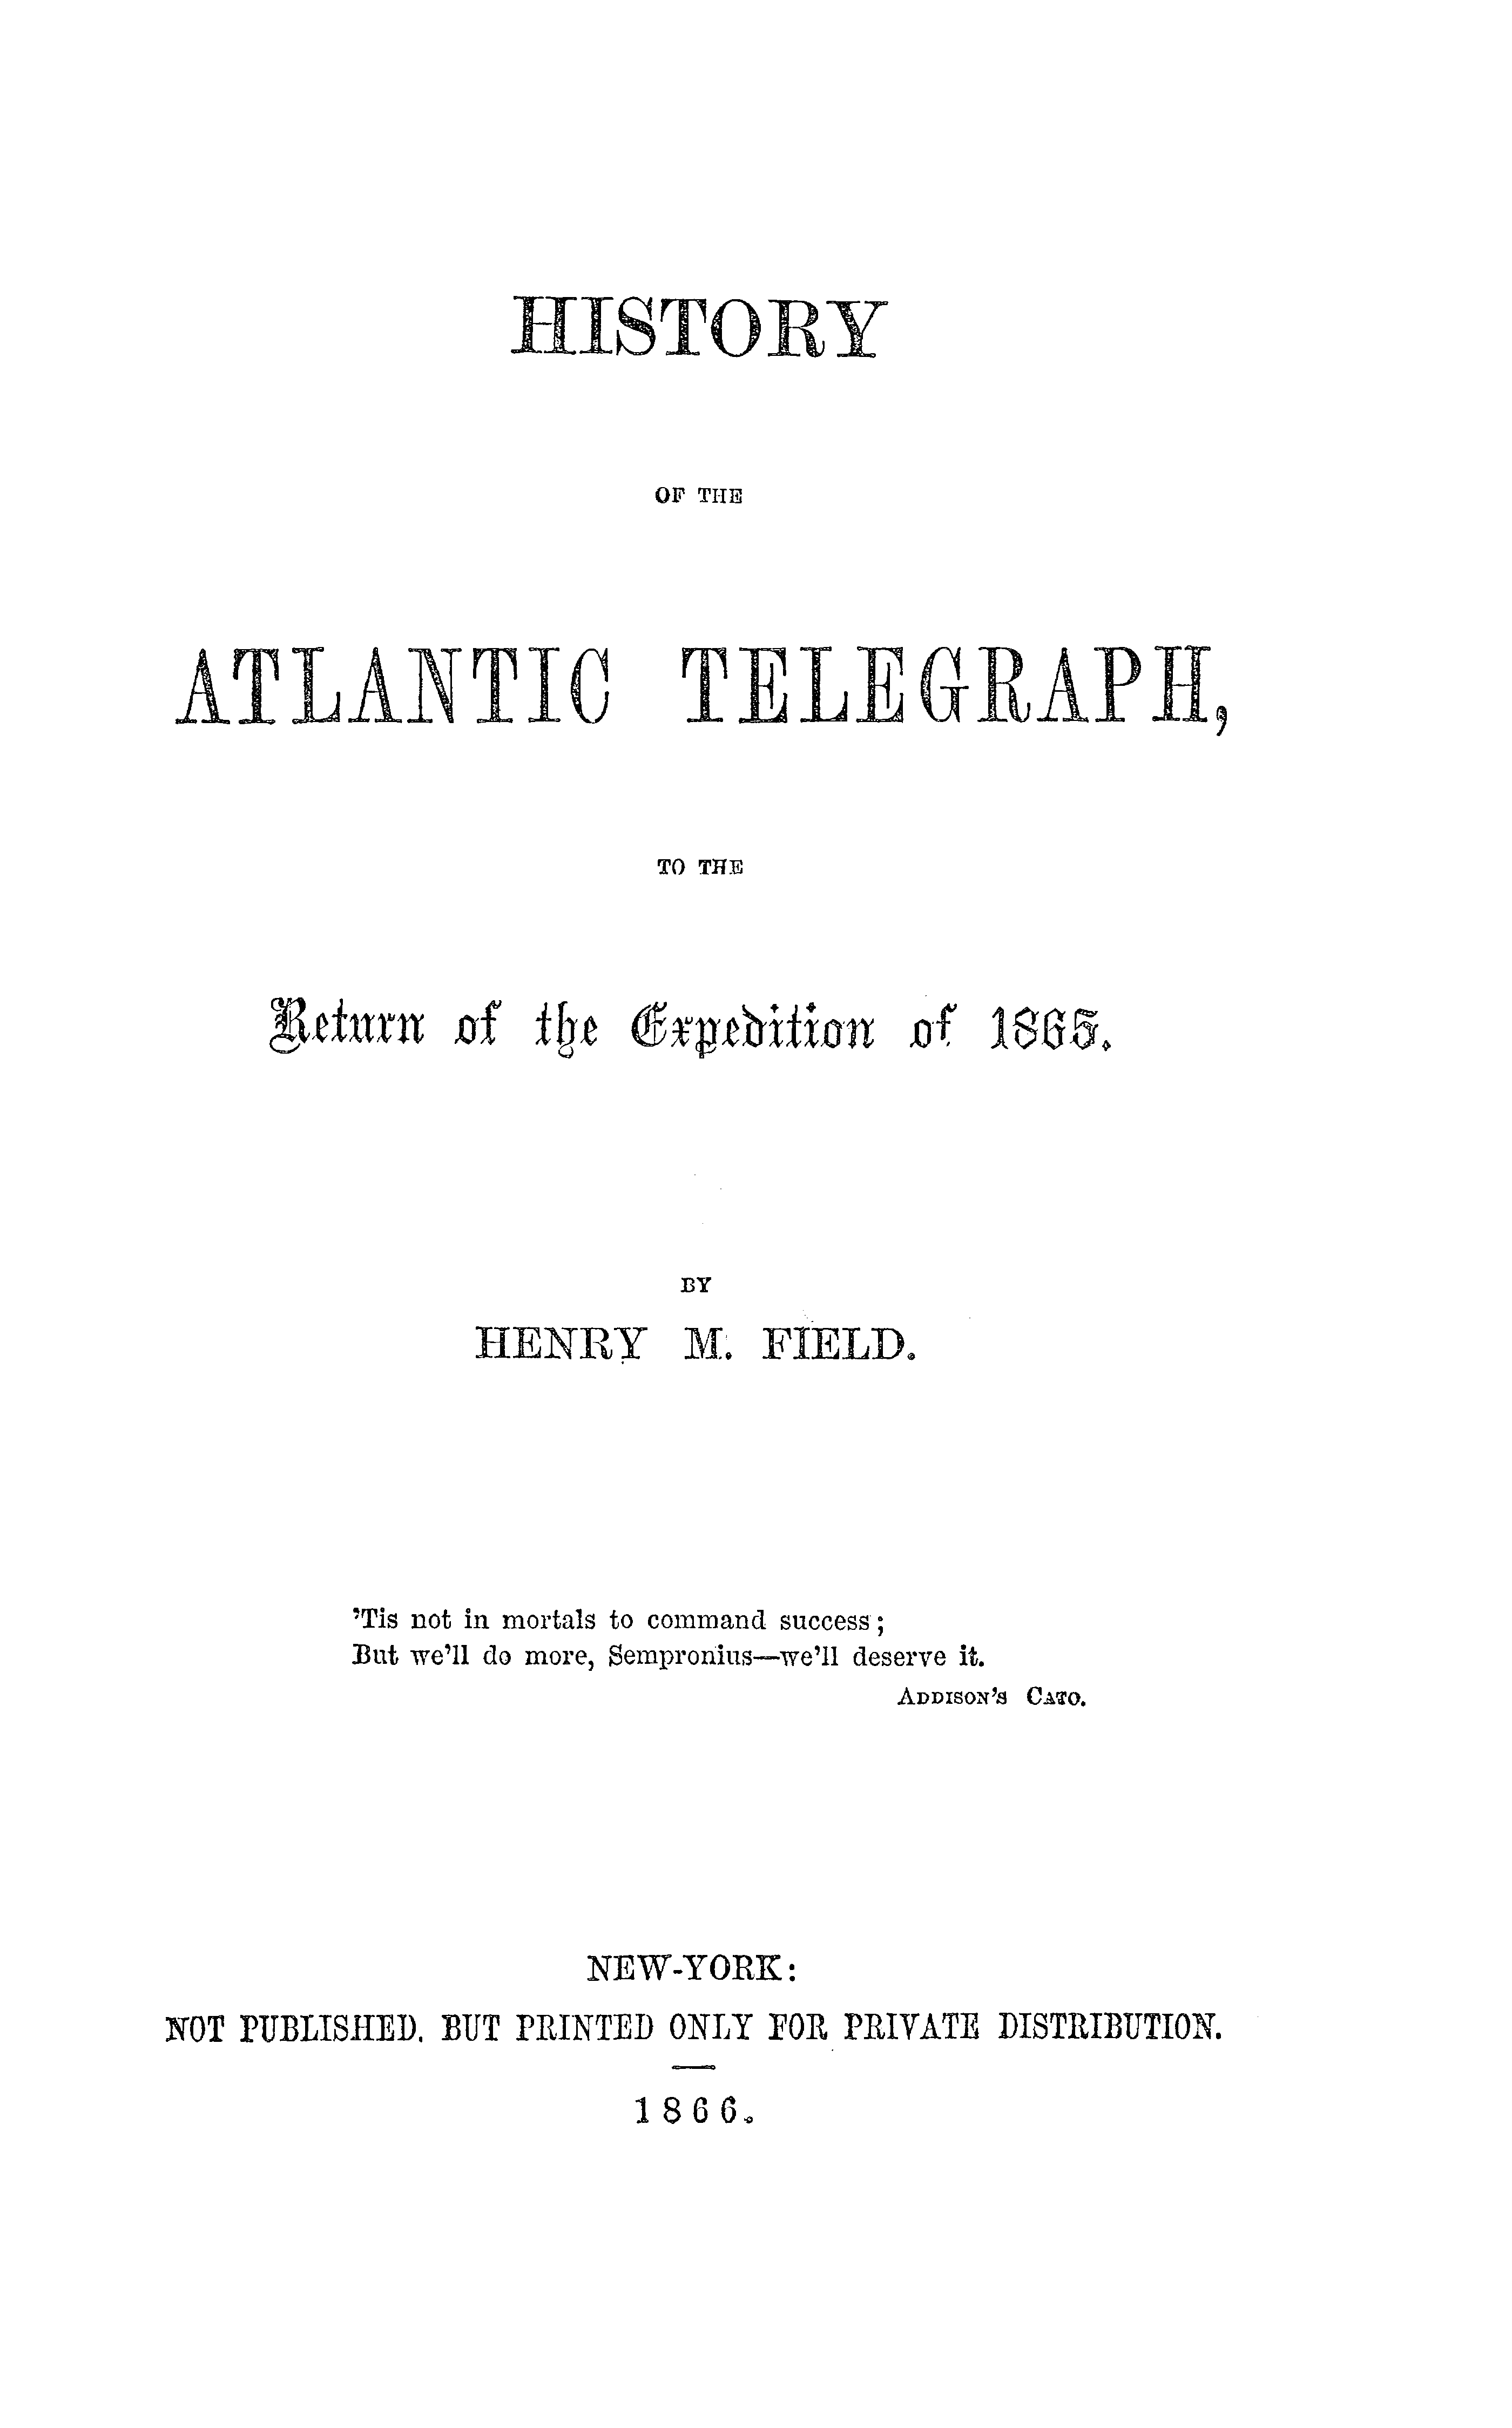 HISTORY
OF THE
ATLANTIC TELEGRAPH,
TO THE
Return of the Expedition of 1865.
BY
HENRY M. FIELD.
’Tis not in mortals to command success;
But we’ll do more, Sempronius—we’ll deserve it.
ADDISON’S CATO.
NEW-YORK:
NOT PUBLISHED, BUT PRINTED ONLY FOR PRIVATE DISTRIBUTION.
1866.